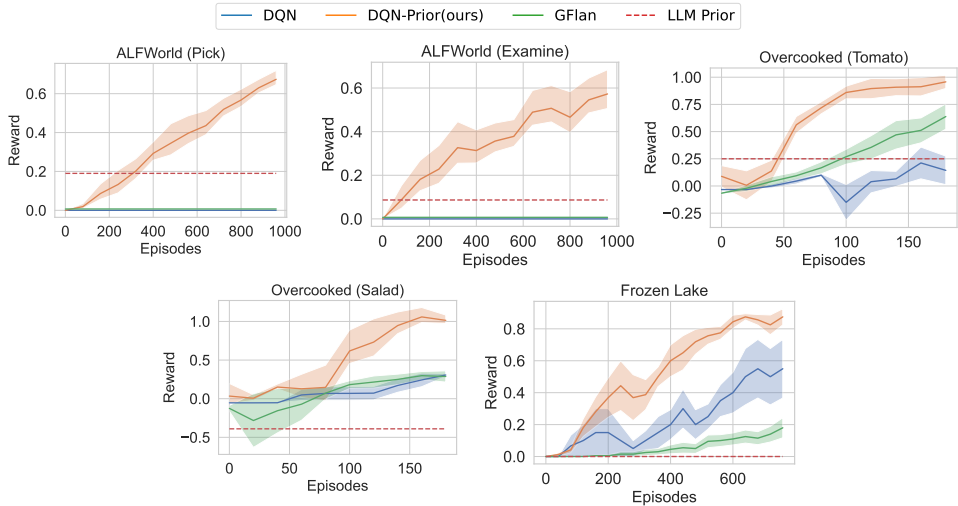 DQN DQN-Prior(ours) GFlan LLM Prior
ALFWorld (Pick)
Reward
0.6
0.4
0.2
0.0
0 200 400 600 800 1000
Episodes
ALFWorld (Examine)
Reward
0.6
0.4
0.2
0.0
0 200 400 600 800 1000
Episodes
Overcooked (Tomato)
Reward
1.00
0.75
0.50
0.25
0.00
−0.25
0 50 100 150
Episodes
Overcooked (Salad)
Reward
1.0
0.5
0.0
−0.5
0 50 100 150
Episodes
Frozen Lake
Reward
0.8
0.6
0.4
0.2
0.0
0 200 400 600
Episodes